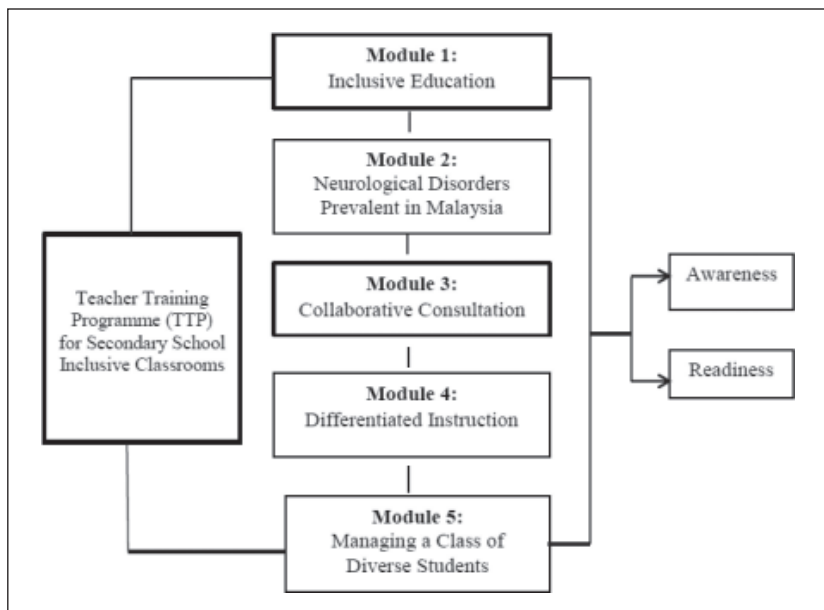 Module 1:
Inclusive Education
Module 2:
Neurological Disorders
Prevalent in Malaysia
Teacher Training
Programme (TTP)
for Secondary School
Inclusive Classrooms
Module 3:
Collaborative Consultation
Awareness
Readiness
Module 4:
Differentiated Instruction
Module 5:
Managing a Class of
Diverse Students